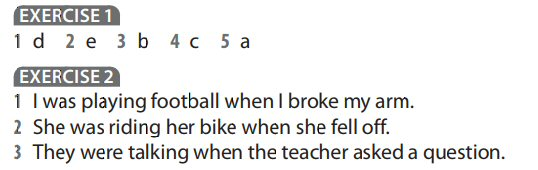 EXERCISE 1
1 d 2 e 3 b 4 c 5 a
EXERCISE 2
1 I was playing football when I broke my arm.
2 She was riding her bike when she fell off.
3 They were talking when the teacher asked a question.